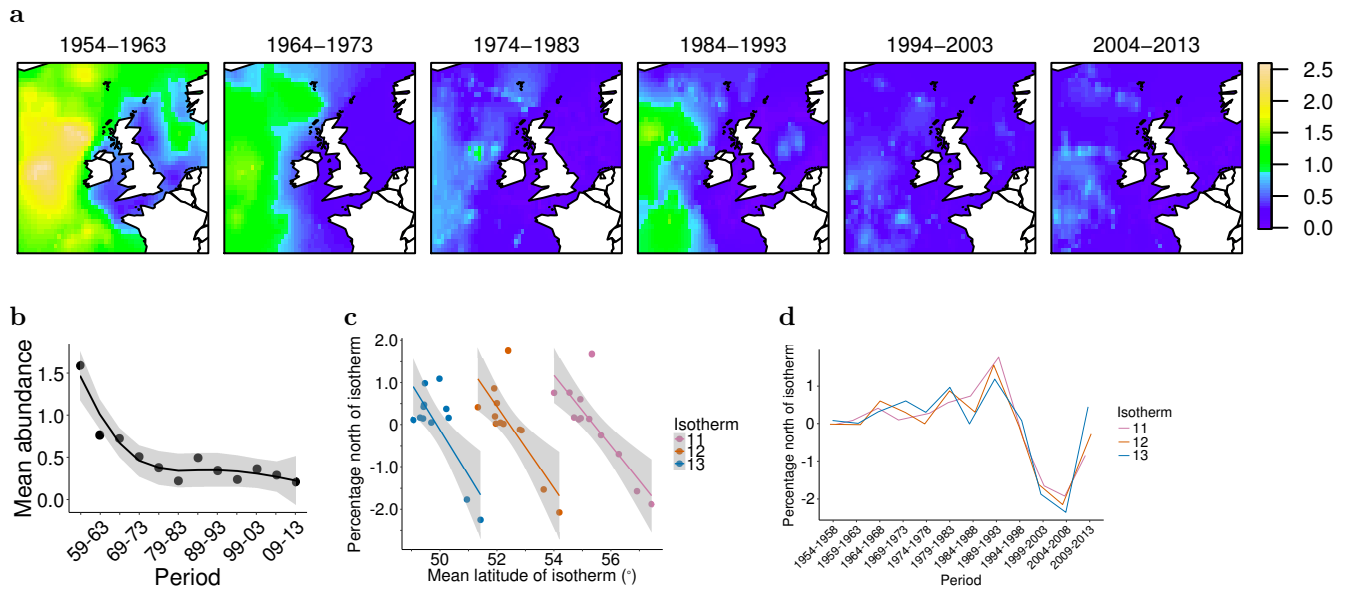 a
1954–1963 1964–1973 1974–1983 1984–1993 1994–2003 2004–2013
2.5
2.0
1.5
1.0
0.5
0.0
b
Mean abundance
1.5
1.0
0.5
0.0
59-63 69-73 79-83 89-93 99-03 09-13
Period
c
Percentage north of isotherm
2.0
1.0
0
-1.0
-2.0
50 52 54 56
Mean latitude of isotherm (°)
Isotherm
11
12
13
d
Percentage north of isotherm
1
0
-1
-2
1954-1958 1959-1963 1964-1968 1969-1973 1974-1978 1979-1983 1984-1988 1989-1993 1994-1998 1999-2003 2004-2008 2009-2013
Period
Isotherm
11
12
13